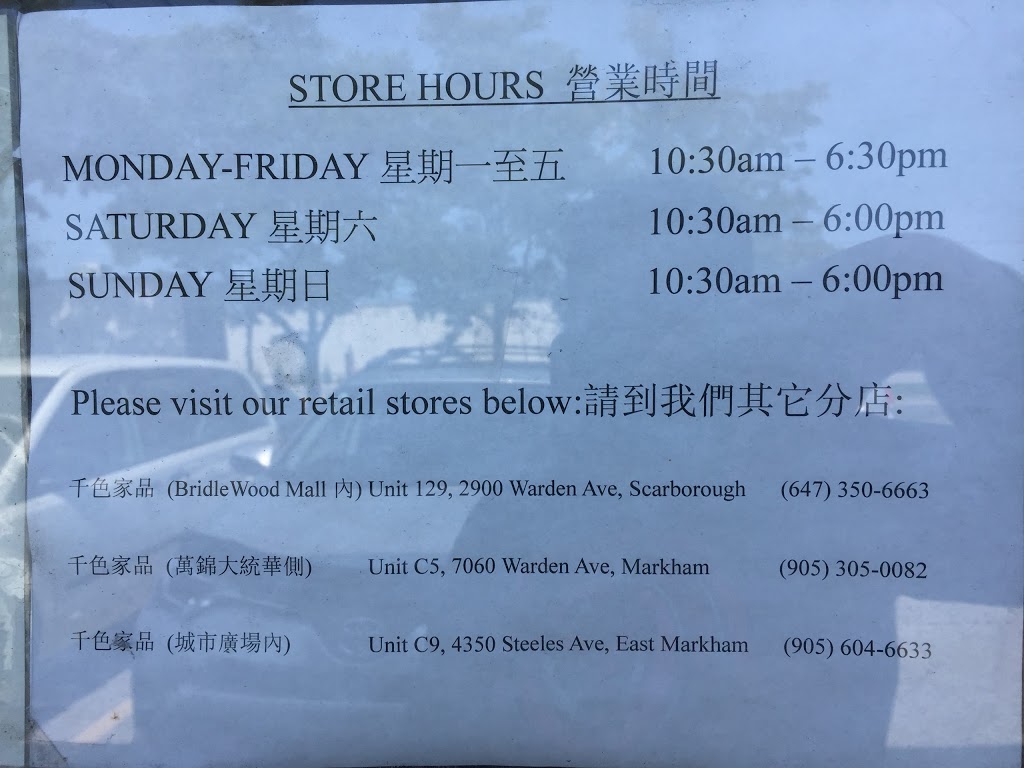 STORE HOURS 營業時間
MONDAY-FRIDAY 星期一至五 10:30am – 6:30pm
SATURDAY 星期六 10:30am – 6:00pm
SUNDAY 星期日 10:30am – 6:00pm
Please visit our retail stores below:請到我們其它分店:
千色家品 (BridleWood Mall 內) Unit 129, 2900 Warden Ave, Scarborough (647) 350-6663
千色家品 (萬錦大統華側) Unit C5, 7060 Warden Ave, Markham (905) 305-0082
千色家品 (城市廣場內) Unit C9, 4350 Steeles Ave, East Markham (905) 604-6633